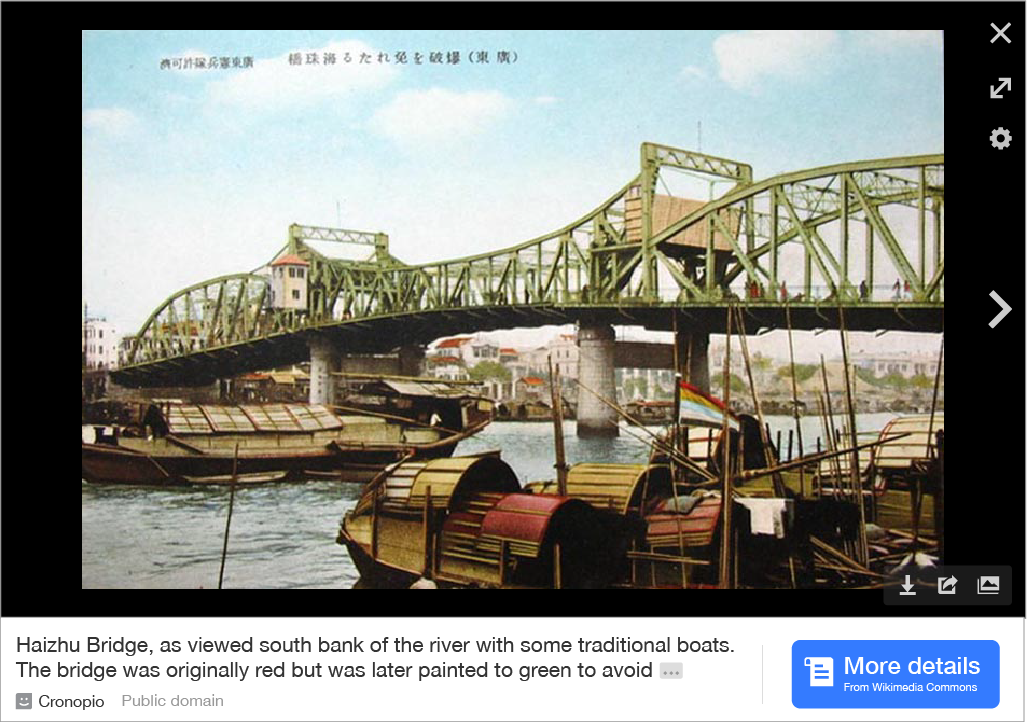 （廣東）爆破を免れたる海珠橋
廣東憲兵隊許可濟
Haizhu Bridge, as viewed south bank of the river with some traditional boats.
The bridge was originally red but was later painted to green to avoid ...
Cronopio Public domain
More details
From Wikimedia Commons